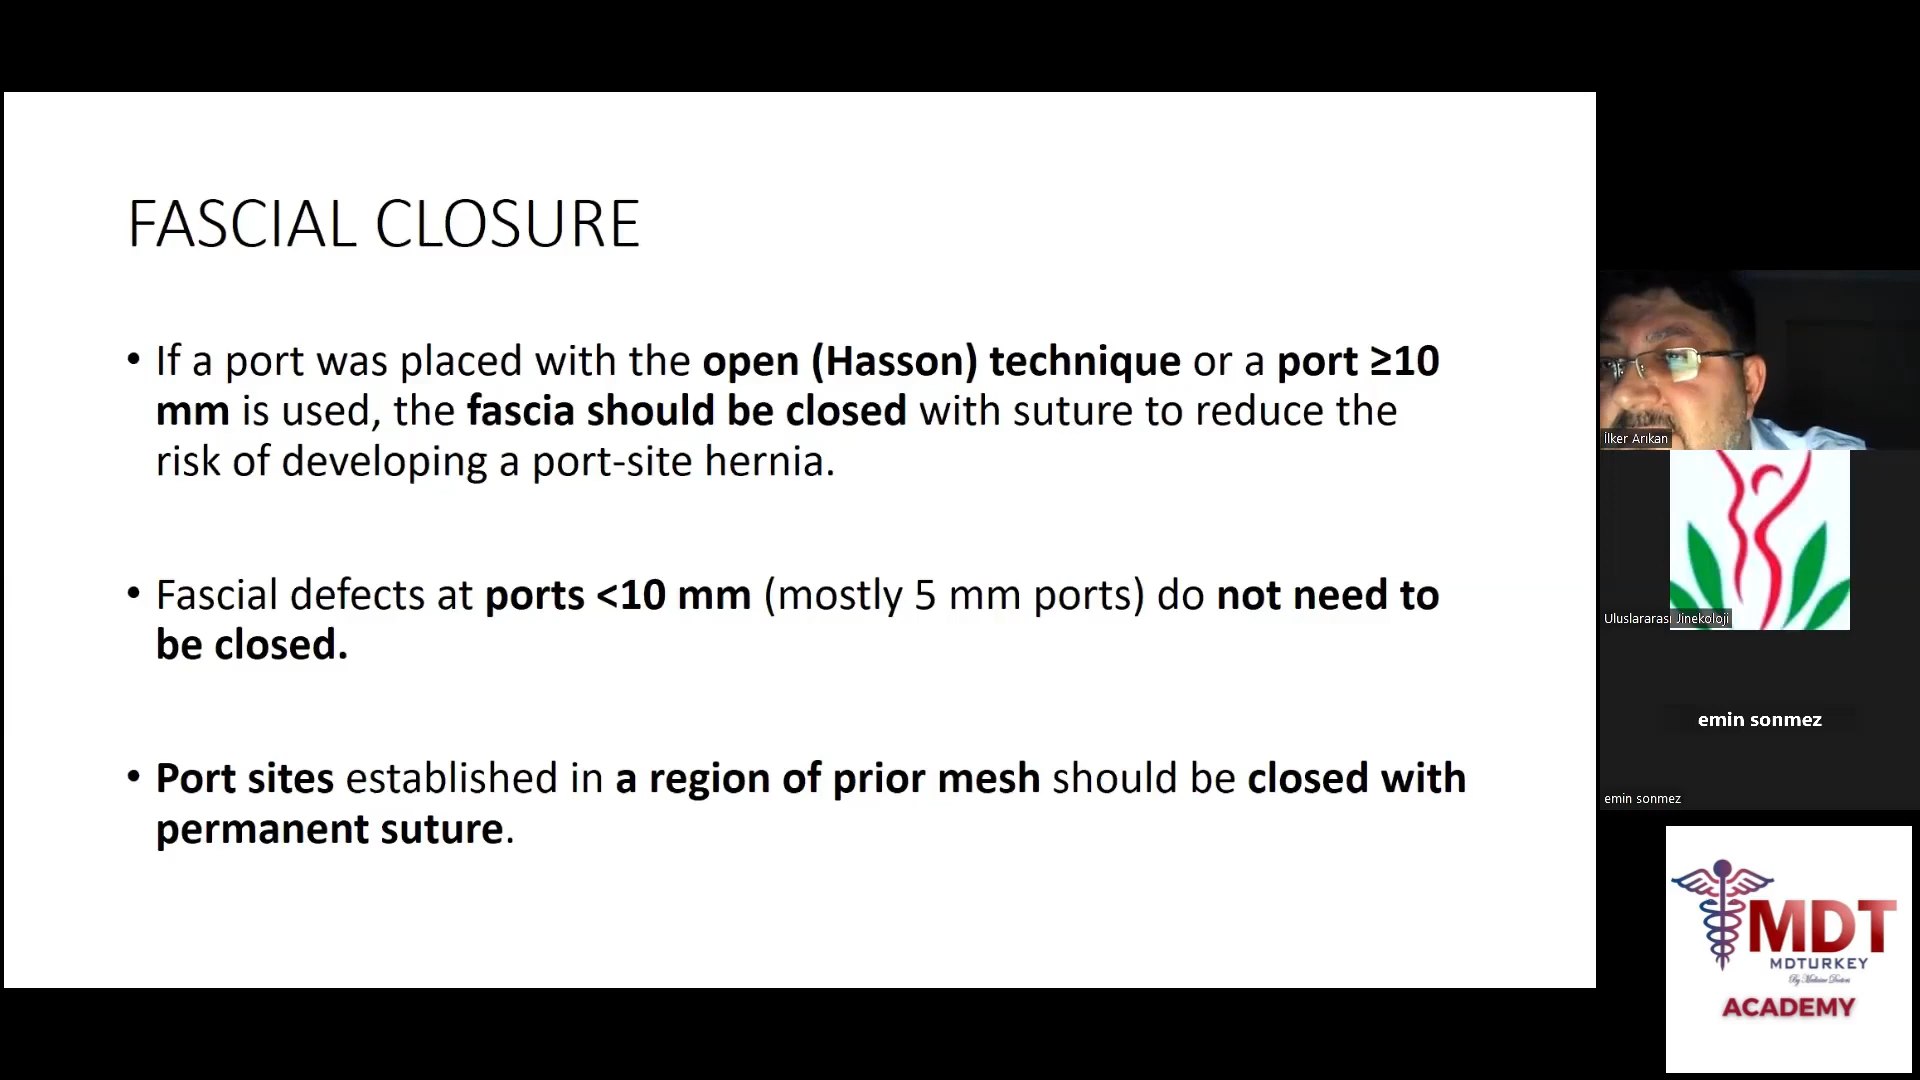 FASCIAL CLOSURE
• If a port was placed with the open (Hasson) technique or a port ≥10
mm is used, the fascia should be closed with suture to reduce the
risk of developing a port-site hernia.
• Fascial defects at ports <10 mm (mostly 5 mm ports) do not need to
be closed.
• Port sites established in a region of prior mesh should be closed with
permanent suture.
İlker Arıkan
Uluslararası Jinekoloji
emin sonmez
emin sonmez
MDT
MDTURKEY
By Medicine Doctors
ACADEMY